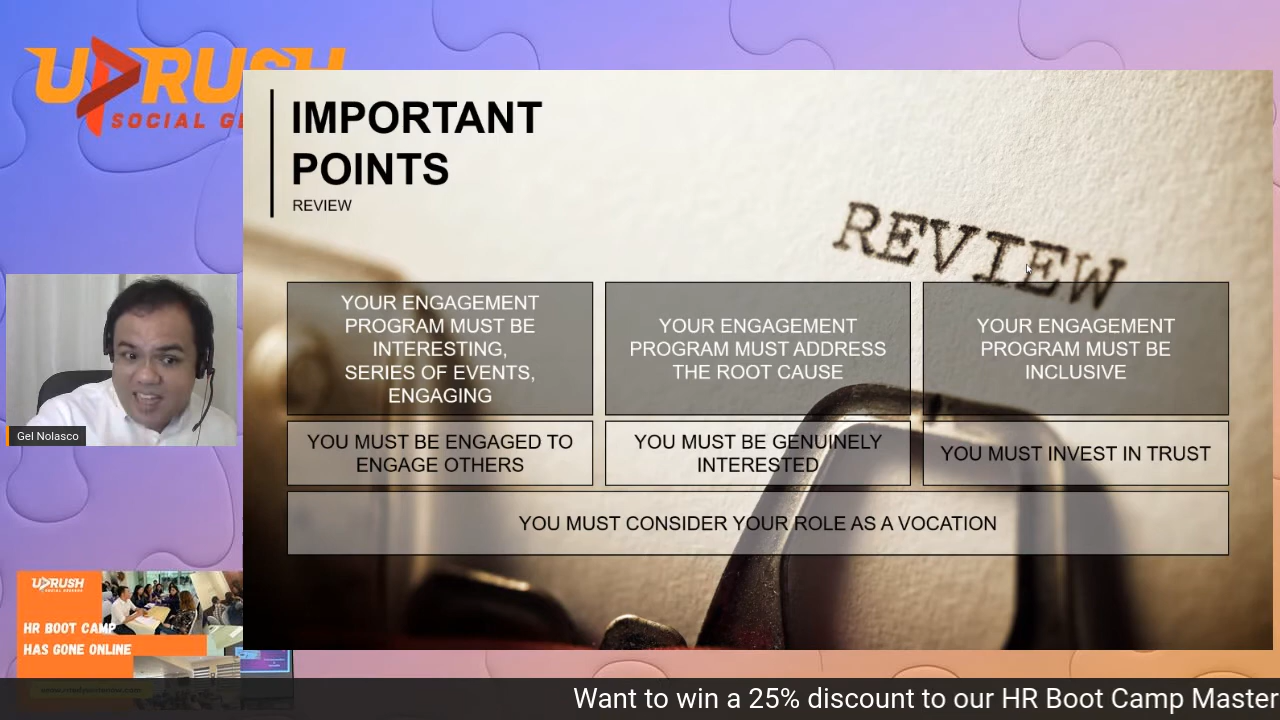 UPRUSH
SOCIAL
IMPORTANT
POINTS
REVIEW
REVIEW
YOUR ENGAGEMENT
PROGRAM MUST BE
INTERESTING,
SERIES OF EVENTS,
ENGAGING
YOUR ENGAGEMENT
PROGRAM MUST ADDRESS
THE ROOT CAUSE
YOUR ENGAGEMENT
PROGRAM MUST BE
INCLUSIVE
YOU MUST BE ENGAGED TO
ENGAGE OTHERS
YOU MUST BE GENUINELY
INTERESTED
YOU MUST INVEST IN TRUST
YOU MUST CONSIDER YOUR ROLE AS A VOCATION
Gel Nolasco
UPRUSH
HR BOOT CAMP
HAS GONE ONLINE
Want to win a 25% discount to our HR Boot Camp Master